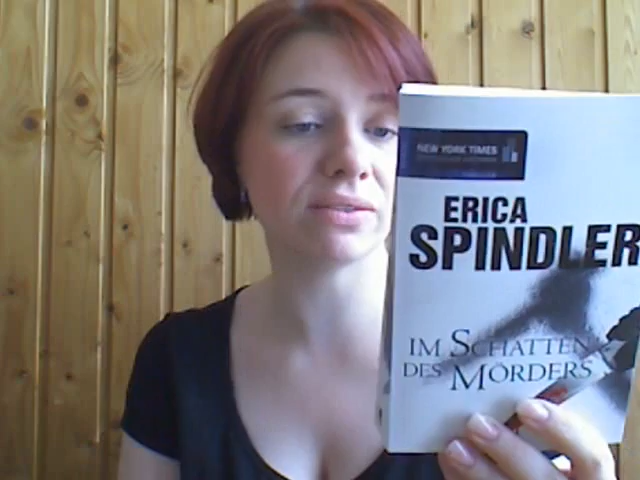 NEW YORK TIMES
ERICA
SPINDLER
IM SCHATTEN
DES MÖRDERS